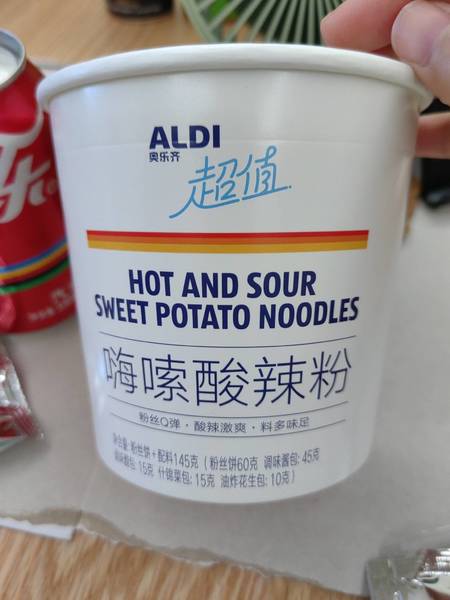 ALDI
奥乐齐
超值
HOT AND SOUR
SWEET POTATO NOODLES
嗨嗦酸辣粉
粉丝Q弹·酸辣激爽·料多味足
净含量:粉丝饼+配料145克（粉丝饼60克 调味酱包:45克
包:15克 什锦菜包:15克 油炸花生包:10克）